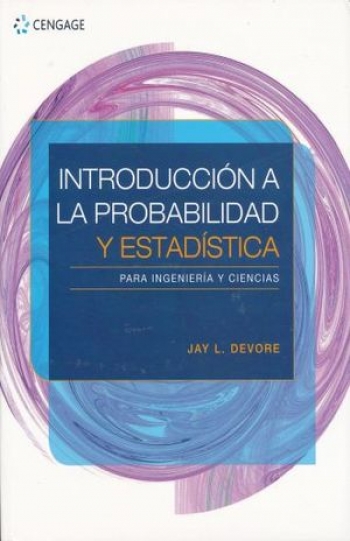 CENGAGE
INTRODUCCIÓN A
LA PROBABILIDAD
Y ESTADÍSTICA
PARA INGENIERÍA Y CIENCIAS
JAY L. DEVORE